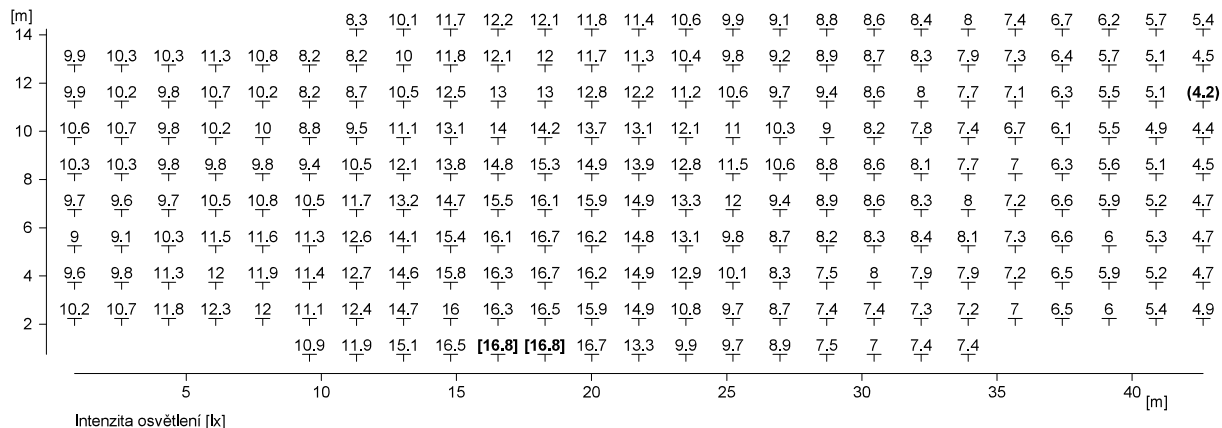 [m] 8.3 10.1 11.7 12.2 12.1 11.8 11.4 10.6 9.9 9.1 8.8 8.6 8.4 8 7.4 6.7 6.2 5.7 5.4
14
9.9 10.3 10.3 11.3 10.8 8.2 8.2 10 11.8 12.1 12 11.7 11.3 10.4 9.8 9.2 8.9 8.7 8.3 7.9 7.3 6.4 5.7 5.1 4.5
12
9.9 10.2 9.8 10.7 10.2 8.2 8.7 10.5 12.5 13 13 12.8 12.2 11.2 10.6 9.7 9.4 8.6 8 7.7 7.1 6.3 5.5 5.1 (4.2)
10
10.6 10.7 9.8 10.2 10 8.8 9.5 11.1 13.1 14 14.2 13.7 13.1 12.1 11 10.3 9 8.2 7.8 7.4 6.7 6.1 5.5 4.9 4.4
10.3 10.3 9.8 9.8 9.8 9.4 10.5 12.1 13.8 14.8 15.3 14.9 13.9 12.8 11.5 10.6 8.8 8.6 8.1 7.7 7 6.3 5.6 5.1 4.5
8
9.7 9.6 9.7 10.5 10.8 10.5 11.7 13.2 14.7 15.5 16.1 15.9 14.9 13.3 12 9.4 8.9 8.6 8.3 8 7.2 6.6 5.9 5.2 4.7
6
9 9.1 10.3 11.5 11.6 11.3 12.6 14.1 15.4 16.1 16.7 16.2 14.8 13.1 9.8 8.7 8.2 8.3 8.4 8.1 7.3 6.6 6 5.3 4.7
4
9.6 9.8 11.3 12 11.9 11.4 12.7 14.6 15.8 16.3 16.7 16.2 14.9 12.9 10.1 8.3 7.5 8 7.9 7.9 7.2 6.5 5.9 5.2 4.7
10.2 10.7 11.8 12.3 12 11.1 12.4 14.7 16 16.3 16.5 15.9 14.9 10.8 9.7 8.7 7.4 7.4 7.3 7.2 7 6.5 6 5.4 4.9
2
10.9 11.9 15.1 16.5 [16.8] [16.8] 16.7 13.3 9.9 9.7 8.9 7.5 7 7.4 7.4
5 10 15 20 25 30 35 40 [m]
Intenzita osvětlení [lx]